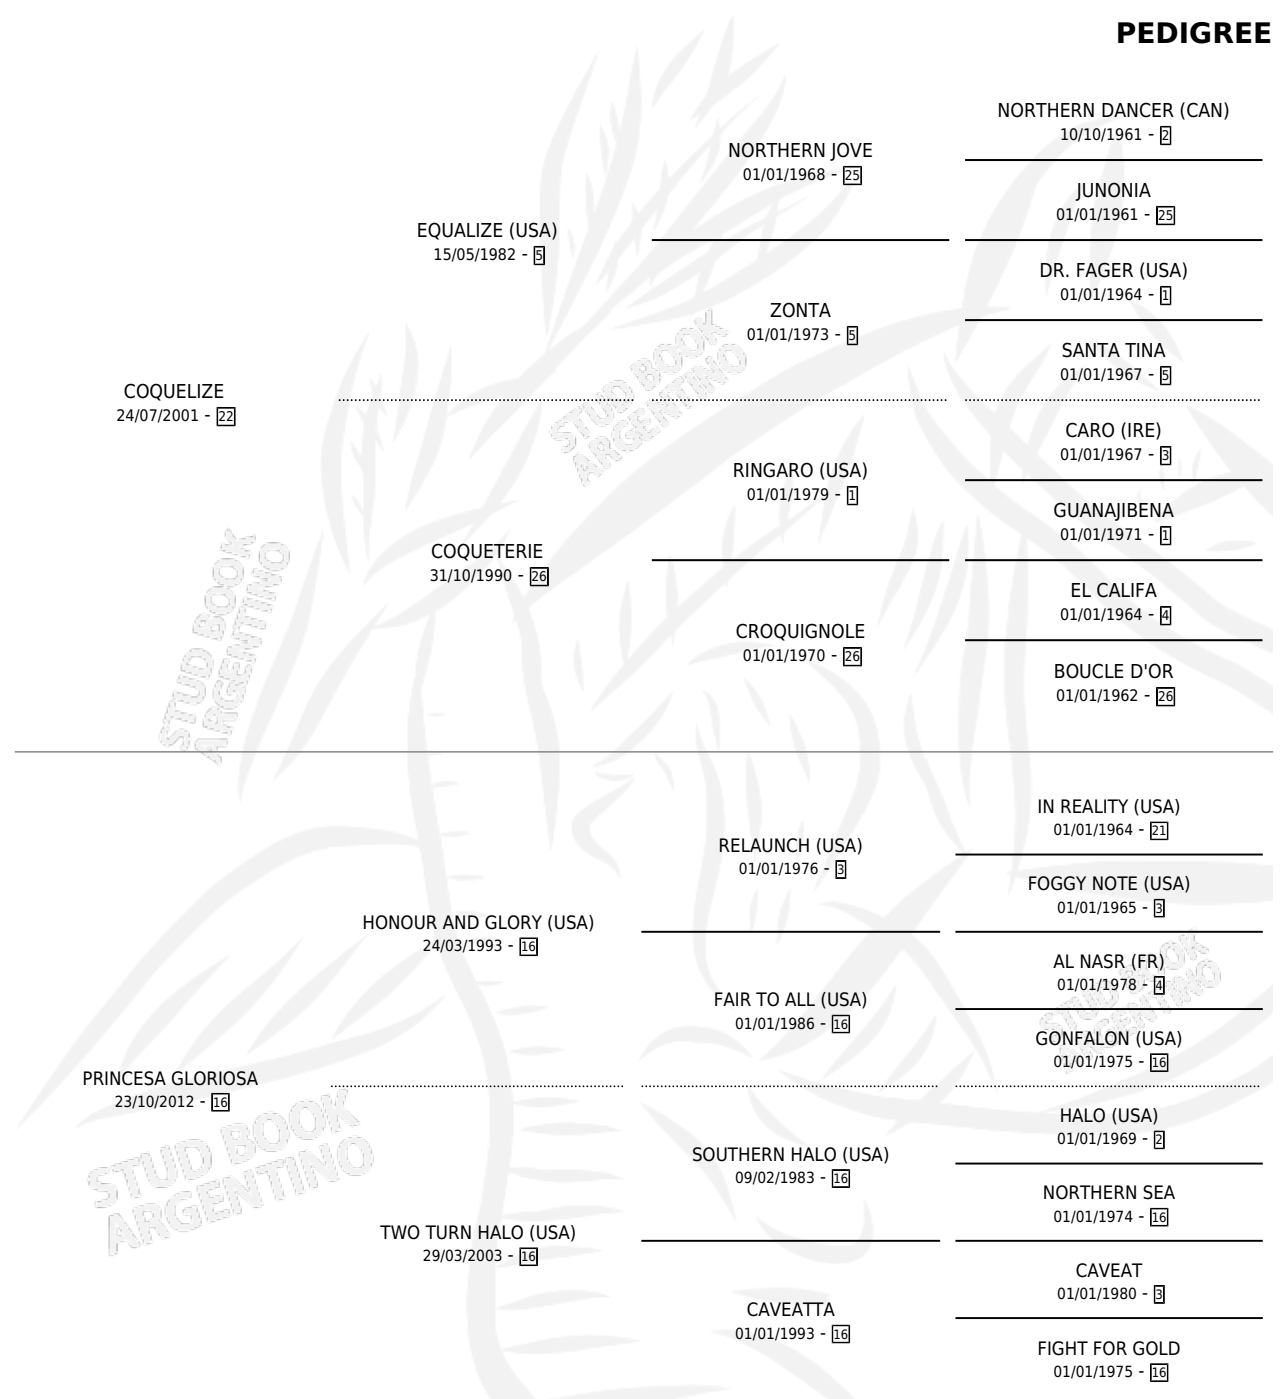 PEDIGREE
NORTHERN DANCER (CAN)
10/10/1961 - 2
NORTHERN JOVE
01/01/1968 - 25
JUNONIA
01/01/1961 - 25
EQUALIZE (USA)
15/05/1982 - 5
DR. FAGER (USA)
01/01/1964 - 1
ZONTA
01/01/1973 - 5
SANTA TINA
01/01/1967 - 5
COQUELIZE
24/07/2001 - 22
CARO (IRE)
01/01/1967 - 3
RINGARO (USA)
01/01/1979 - 1
GUANAJIBENA
01/01/1971 - 1
COQUETERIE
31/10/1990 - 26
EL CALIFA
01/01/1964 - 4
CROQUIGNOLE
01/01/1970 - 26
BOUCLE D'OR
01/01/1962 - 26
IN REALITY (USA)
01/01/1964 - 21
RELAUNCH (USA)
01/01/1976 - 3
FOGGY NOTE (USA)
01/01/1965 - 3
HONOUR AND GLORY (USA)
24/03/1993 - 16
AL NASR (FR)
01/01/1978 - 4
FAIR TO ALL (USA)
01/01/1986 - 16
GONFALON (USA)
01/01/1975 - 16
PRINCESA GLORIOSA
23/10/2012 - 16
HALO (USA)
01/01/1969 - 2
SOUTHERN HALO (USA)
09/02/1983 - 16
NORTHERN SEA
01/01/1974 - 16
TWO TURN HALO (USA)
29/03/2003 - 16
CAVEAT
01/01/1980 - 3
CAVEATTA
01/01/1993 - 16
FIGHT FOR GOLD
01/01/1975 - 16
STUD BOOK
ARGENTINO
STUD BOOK
ARGENTINO
STUD BOOK
ARGENTINO
STUD BOOK
ARGENTINO